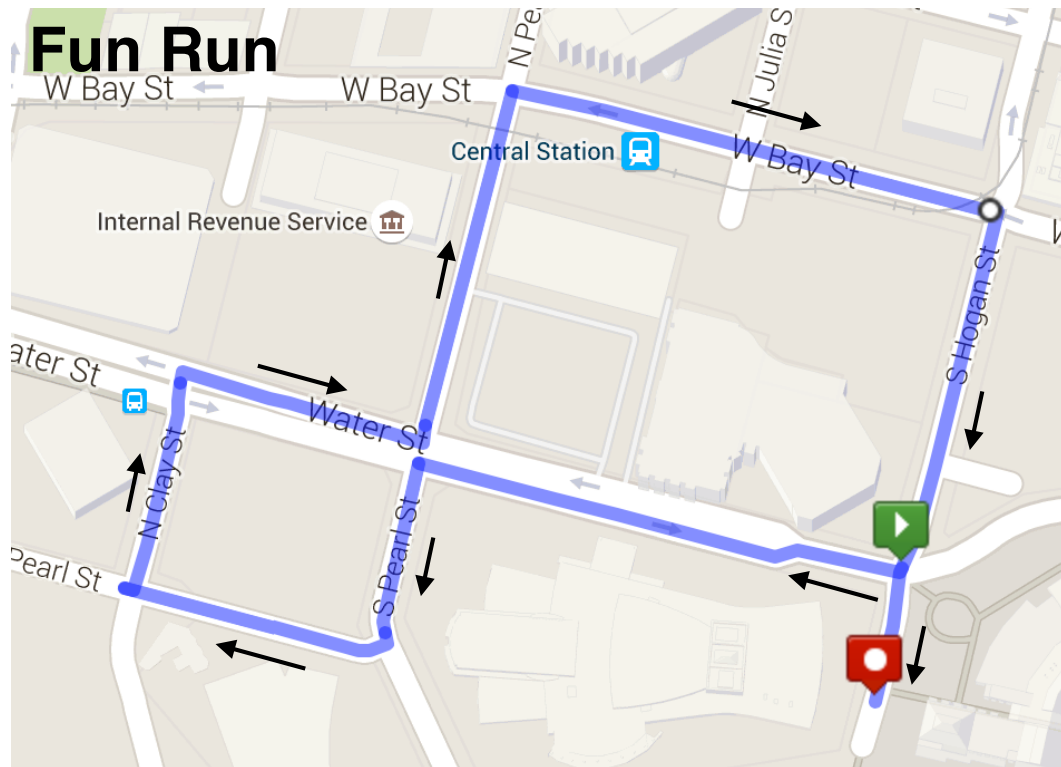 Fun Run
N Pe
N Julia S
W Bay St
W Bay St
Central Station
W Bay St
W
Internal Revenue Service
S Hogan St
ater St
Water St
N Clay St
S Pearl St
Pearl St